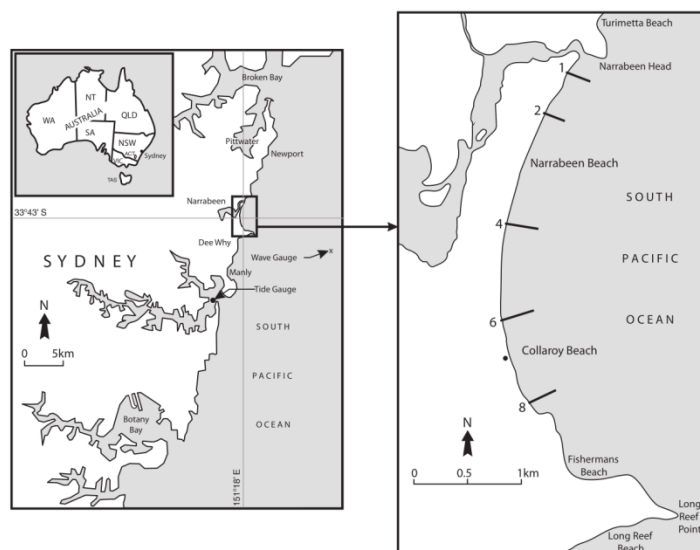 NT
WA
QLD
AUSTRALIA
SA
NSW
ACT
VIC
Sydney
TAS
Broken Bay
Pittwater
Newport
Narrabeen
33°43' S
Dee Why
SYDNEY
Wave Gauge
x
Manly
Tide Gauge
N
0 5km
SOUTH
PACIFIC
OCEAN
Botany
Bay
151°18' E
Turimetta Beach
1
Narrabeen Head
2
Narrabeen Beach
SOUTH
4
PACIFIC
6
OCEAN
Collaroy Beach
8
N
0 0.5 1km
Fishermans
Beach
Long
Reef
Point
Long Reef
Beach